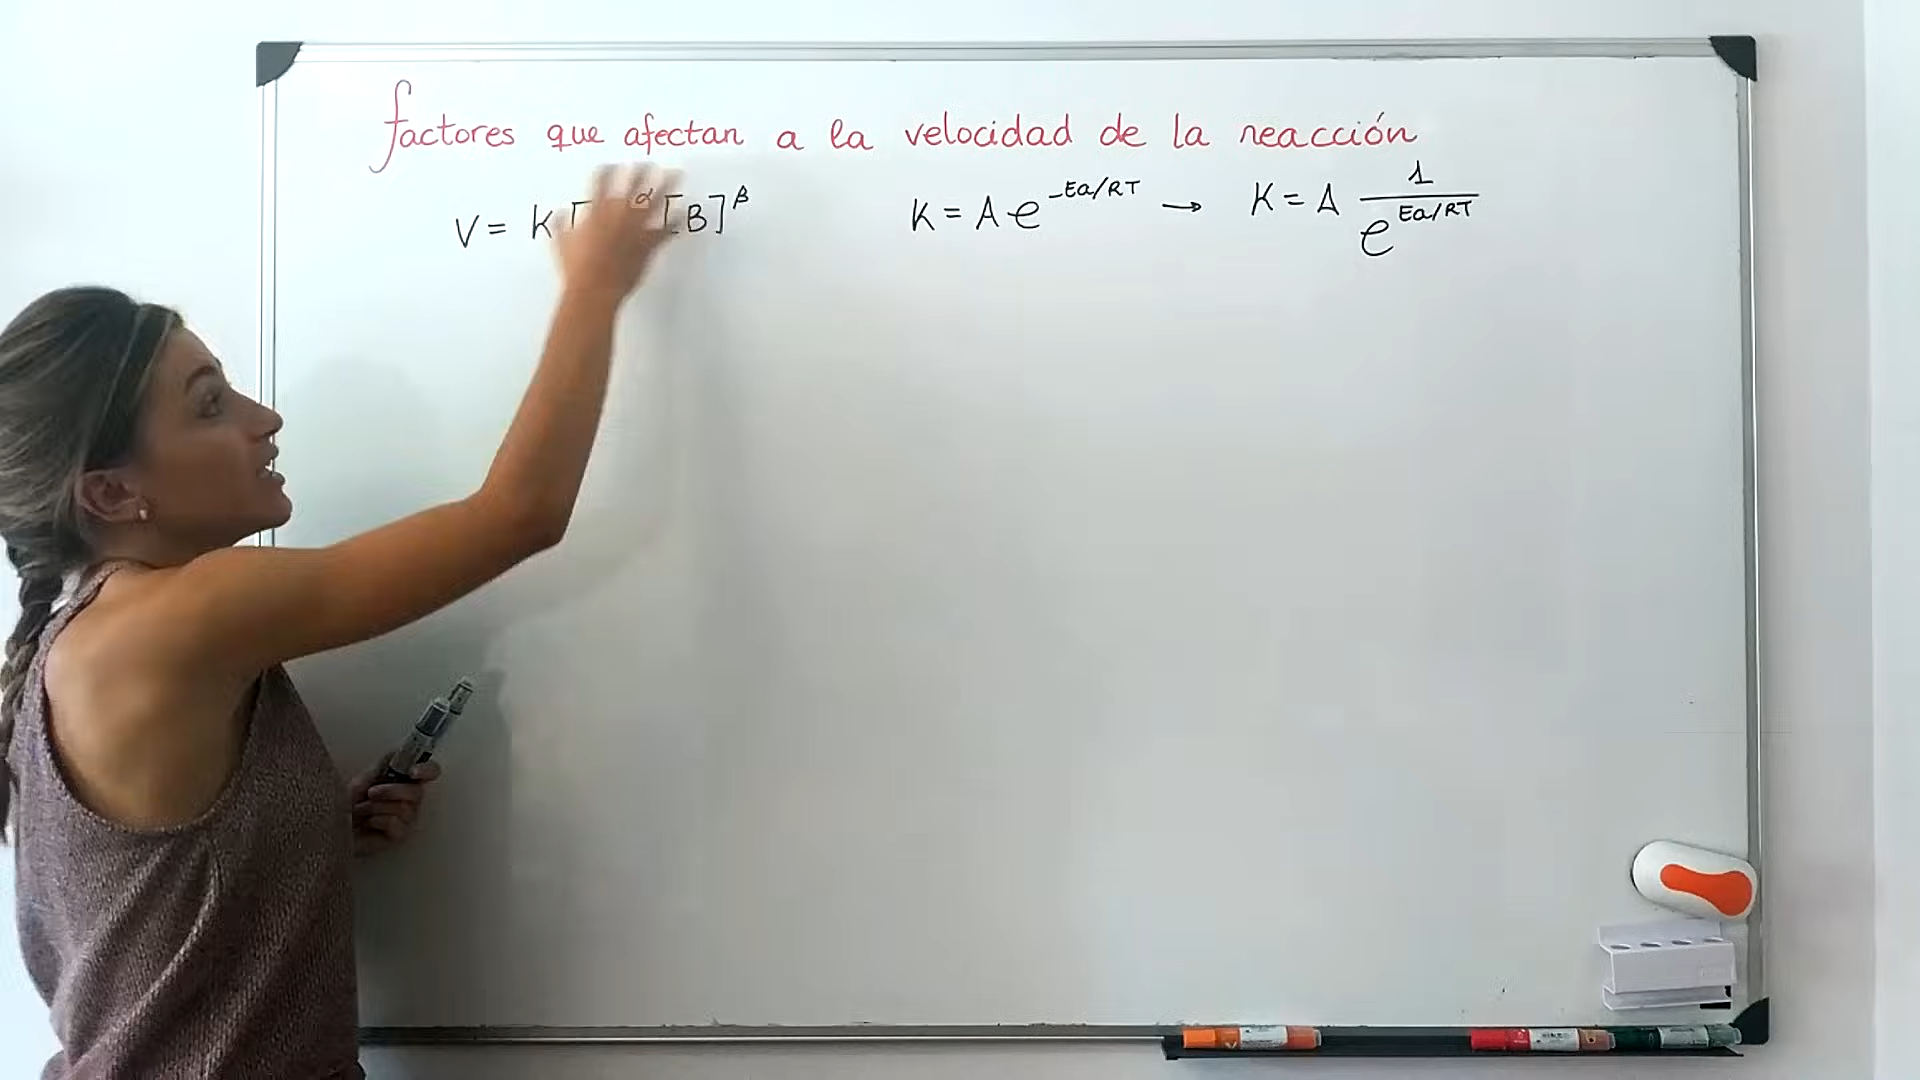 Factores que afectan a la velocidad de la reacción
V = K [ α [B]^β
K = A e^-Ea/RT → K = A 1/e^Ea/RT